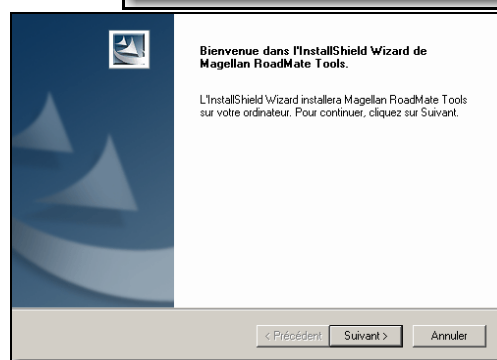 Bienvenue dans l'InstallShield Wizard de
Magellan RoadMate Tools.
L'InstallShield Wizard installera Magellan RoadMate Tools
sur votre ordinateur. Pour continuer, cliquez sur Suivant.
< Précédent Suivant > Annuler